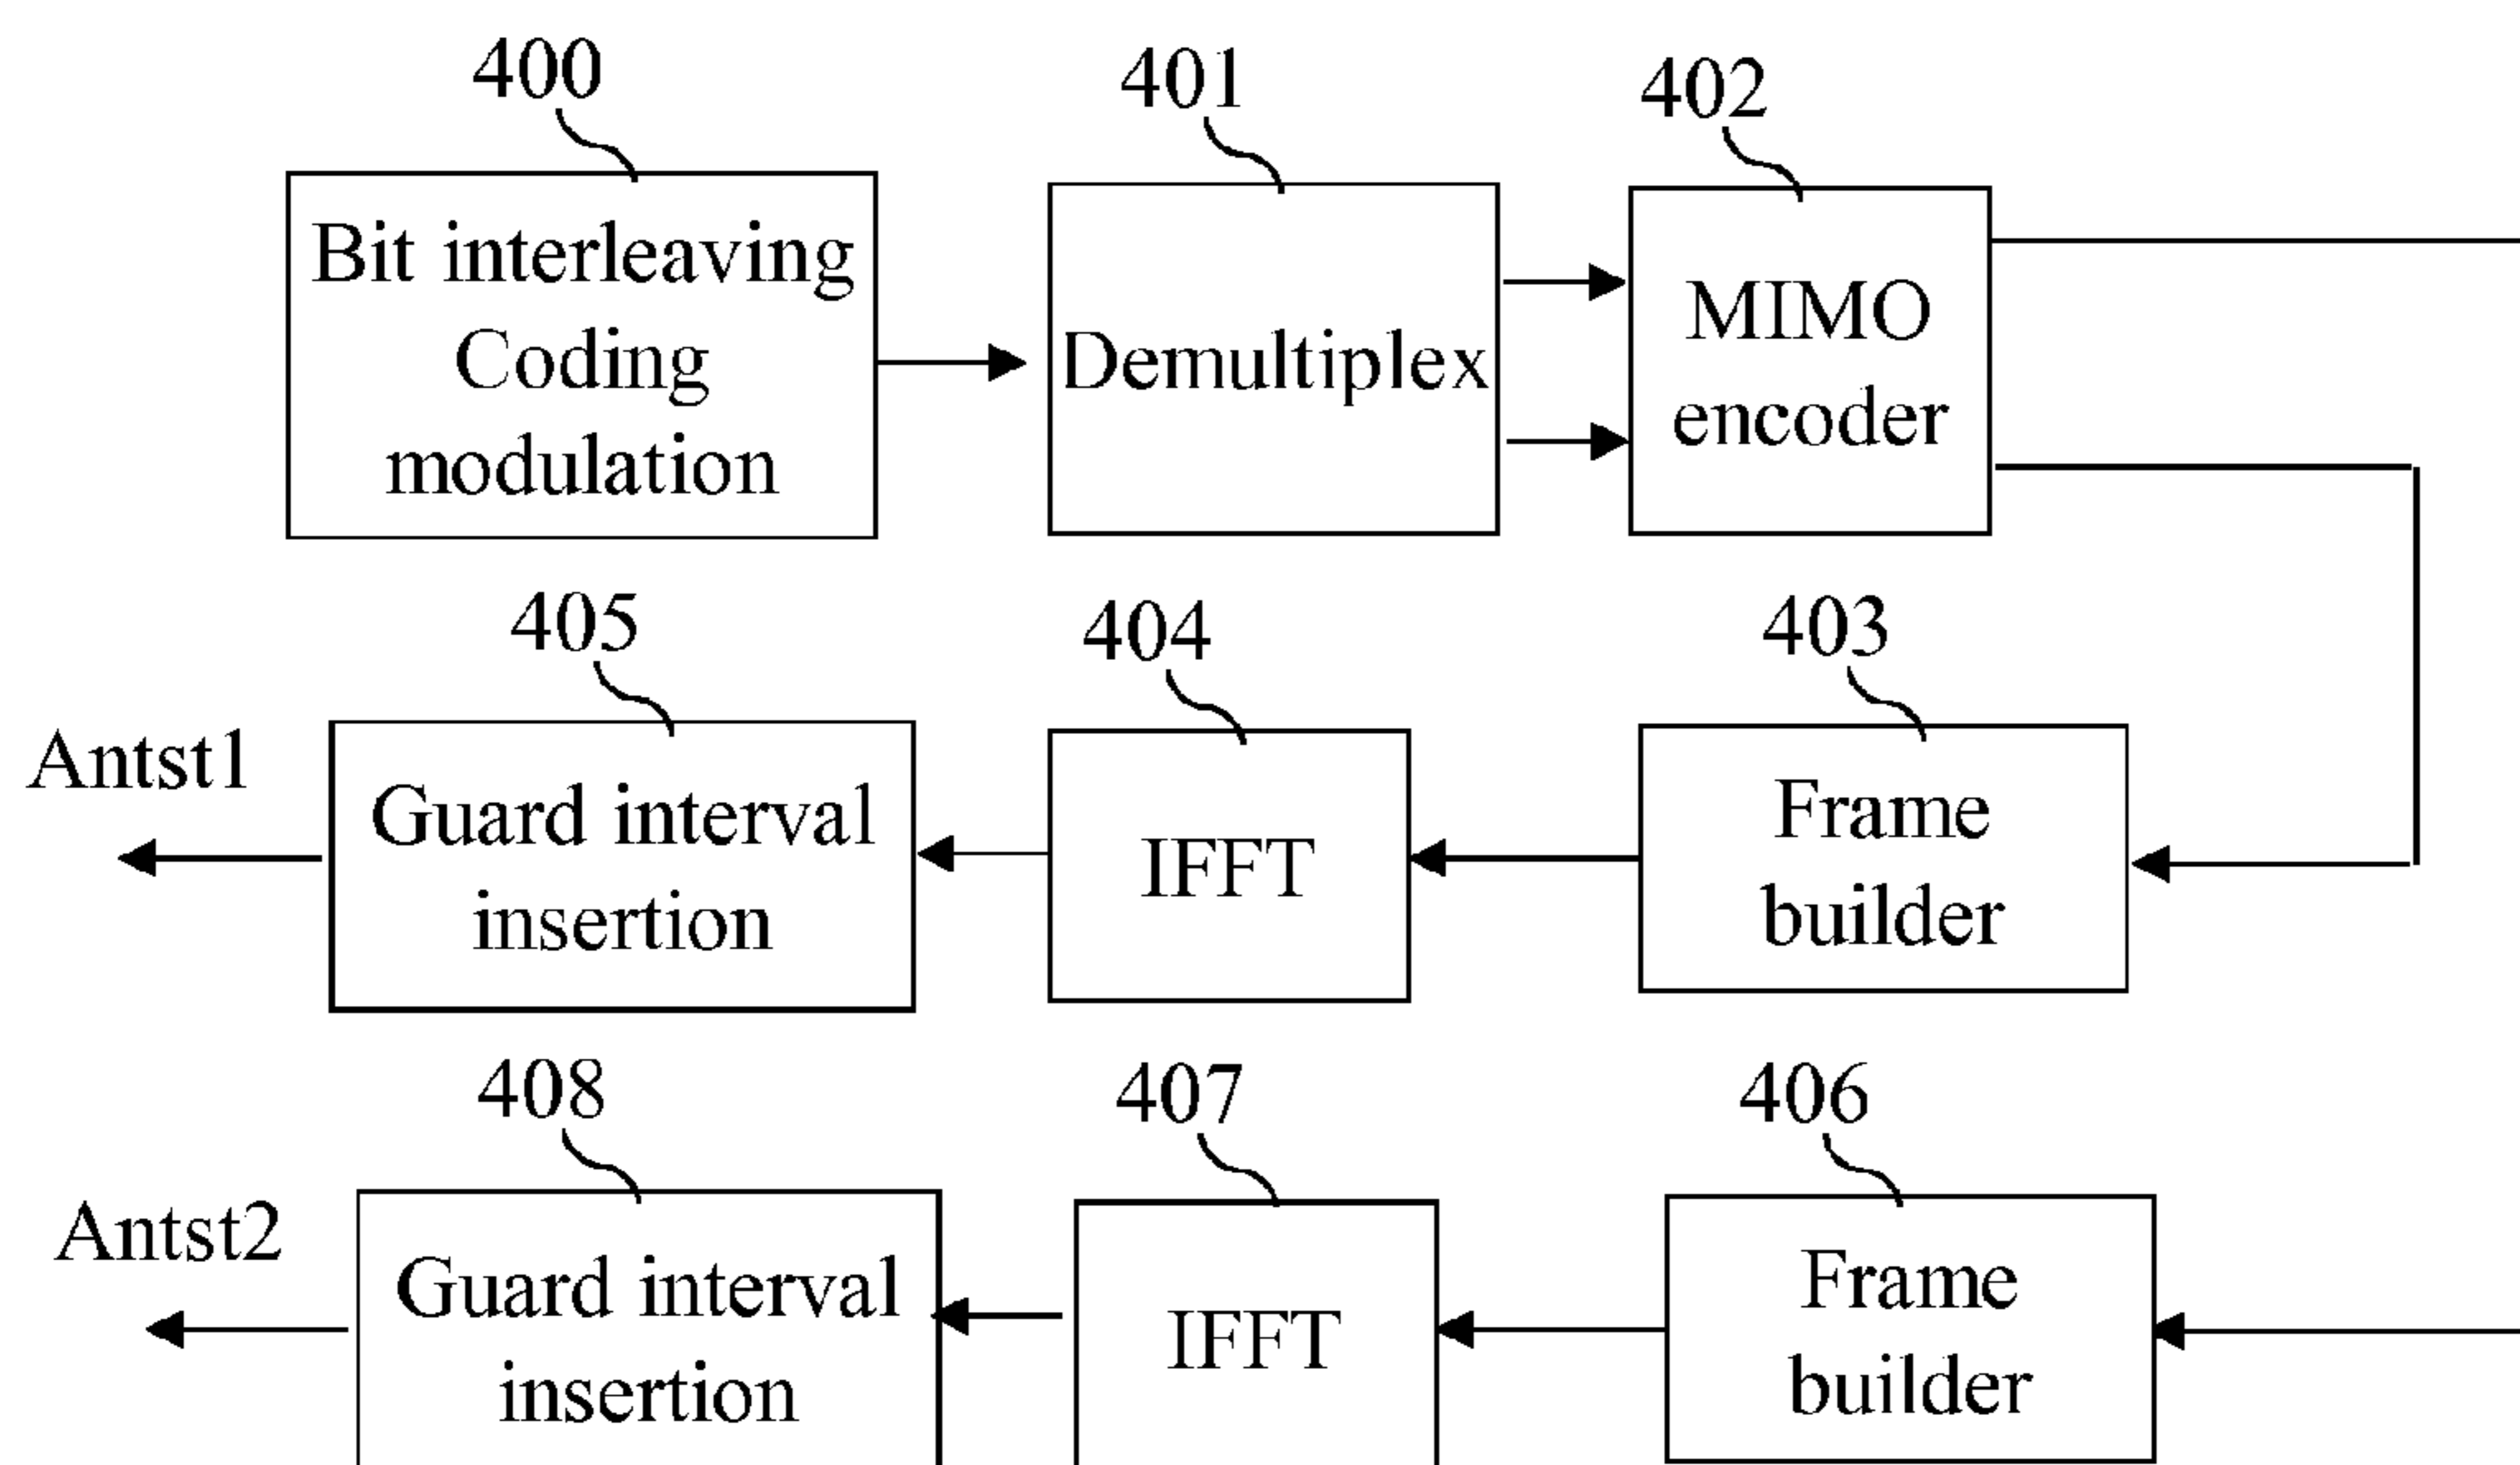 400
401
402
Bit interleaving
Coding
modulation
Demultiplex
MIMO
encoder
405
404
403
Antst1
Guard interval
insertion
IFFT
Frame
builder
408
407
406
Antst2
Guard interval
insertion
IFFT
Frame
builder